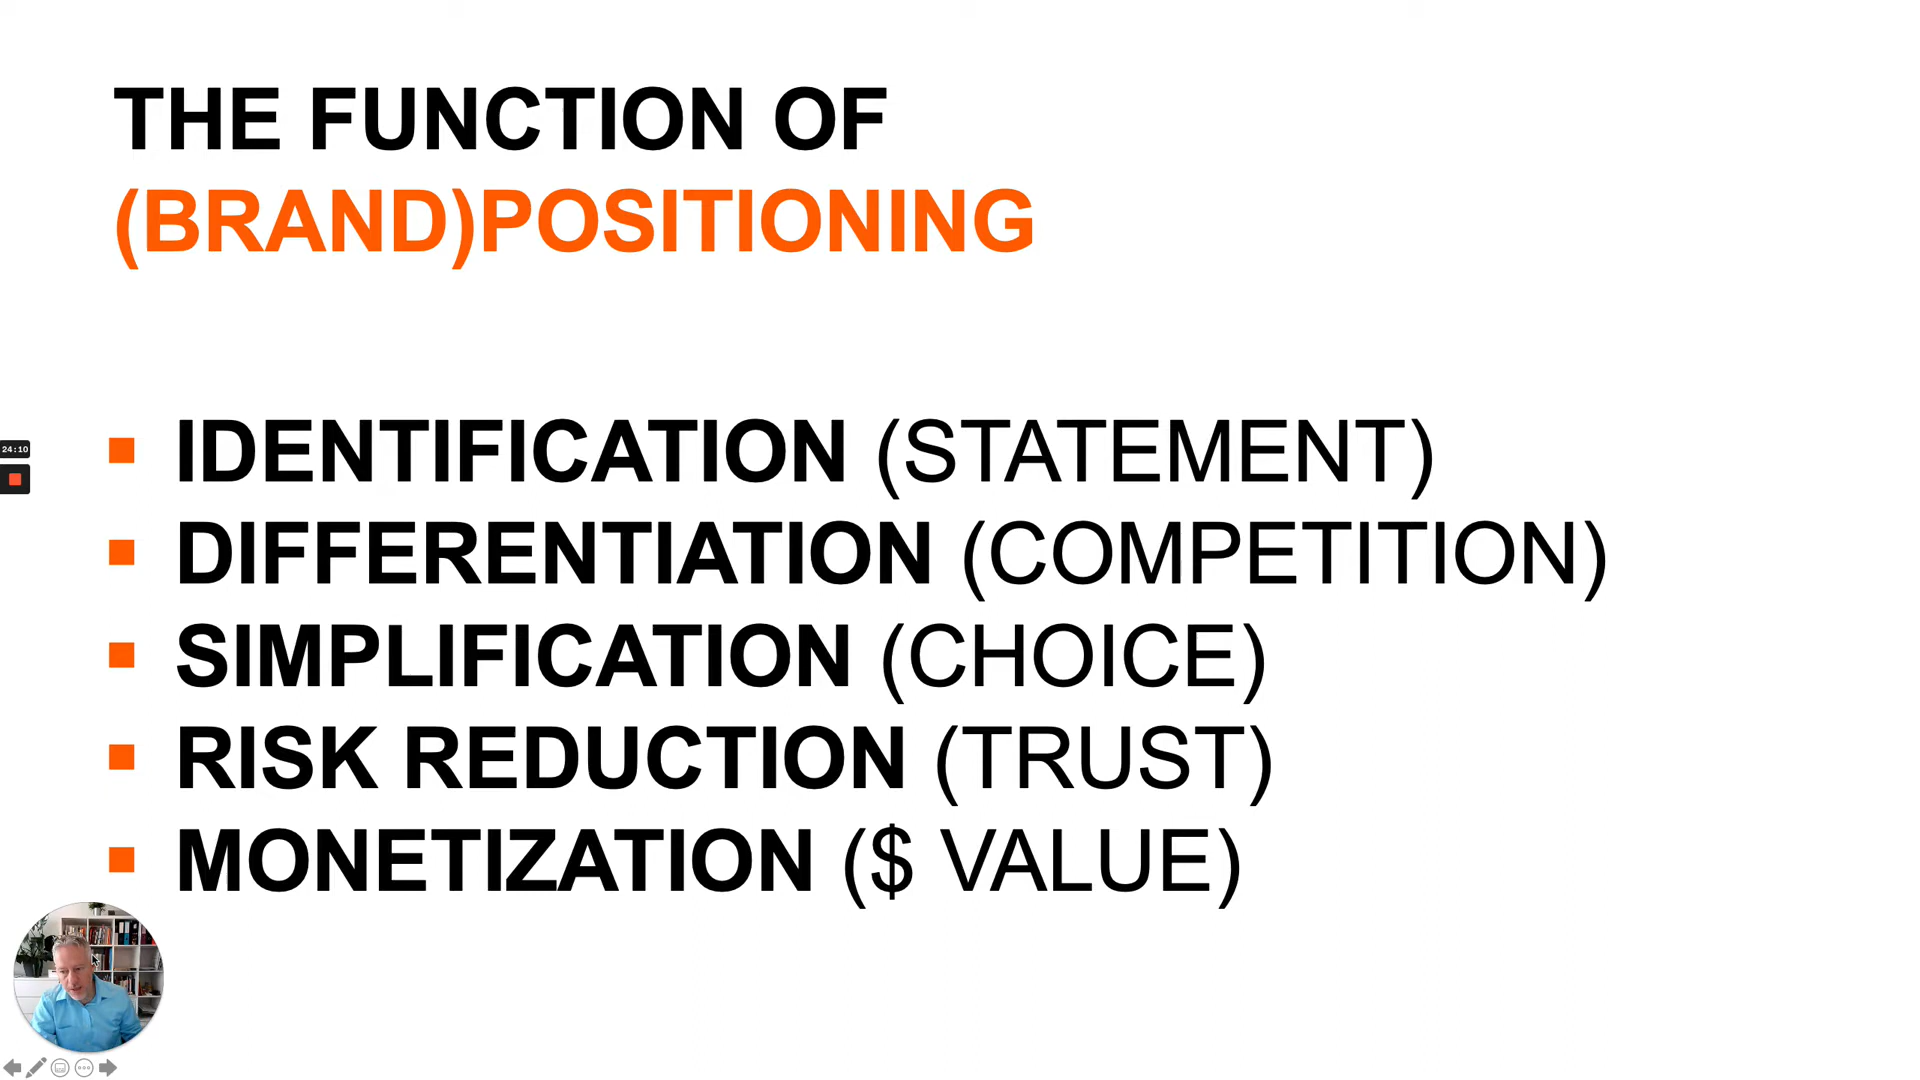 THE FUNCTION OF
(BRAND)POSITIONING
IDENTIFICATION (STATEMENT)
DIFFERENTIATION (COMPETITION)
SIMPLIFICATION (CHOICE)
RISK REDUCTION (TRUST)
MONETIZATION ($ VALUE)
24:10